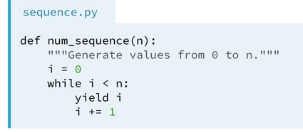 sequence.py
def num_sequence(n):
    """Generate values from 0 to n."""
    i = 0
    while i < n:
        yield i
        i += 1